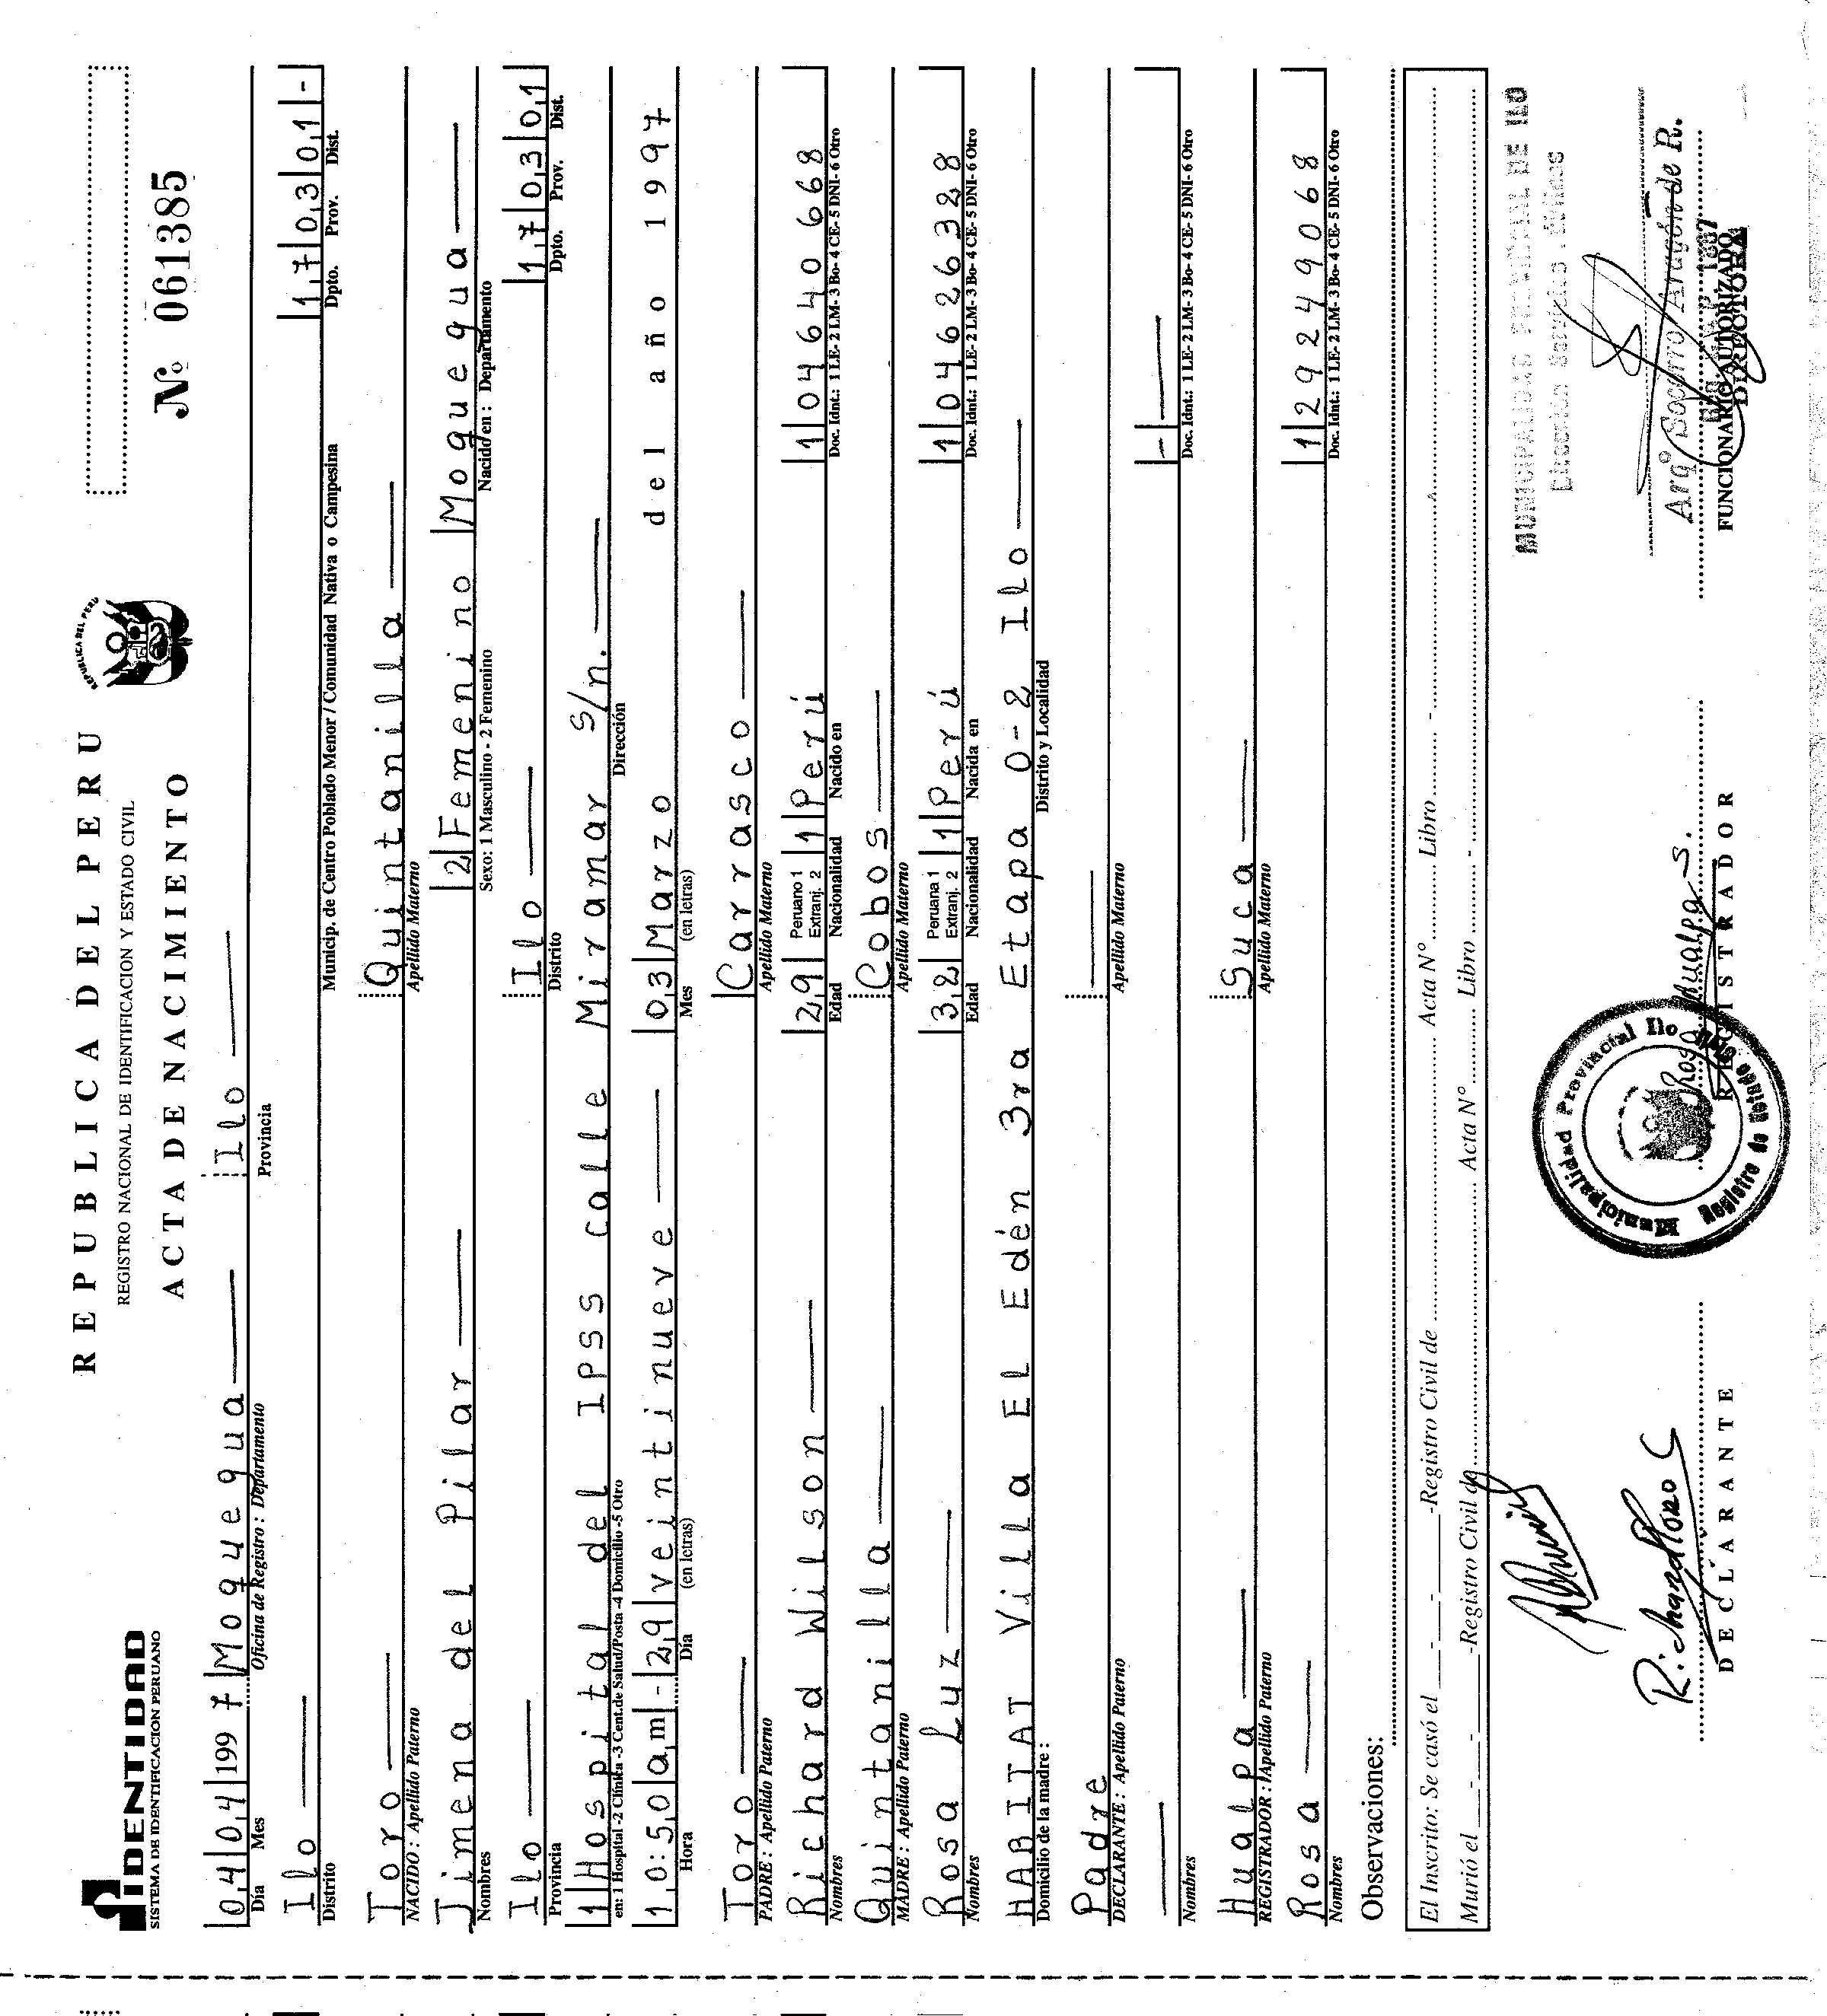 IDENTIDAD
SISTEMA DE IDENTIFICACION PERUANO
REPUBLICA DEL PERU
REPUBLICA DEL PERU
REGISTRO NACIONAL DE IDENTIFICACION Y ESTADO CIVIL
ACTA DE NACIMIENTO
Nº 061385
04 04 1997 Moquegua Ilo
Día Mes Oficina de Registro : Departamento Provincia
Ilo 17 03 01 -
Distrito Municip. de Centro Poblado Menor / Comunidad Nativa o Campesina Dpto. Prov. Dist.
Toro Quintanilla
NACIDO : Apellido Paterno Apellido Materno
Jimena del Pilar 2 Femenino Moquegua
Nombres Sexo: 1 Masculino - 2 Femenino Nacido en : Departamento
Ilo Ilo 17 03 01
Provincia Distrito Dpto. Prov. Dist.
1 Hospital del IPSS calle Miramar s/n.
en: 1 Hospital -2 Clínica -3 Cent.de Salud/Posta -4 Domicilio -5 Otro Dirección
10:50 am - 29 veintinueve 03 Marzo del año 1997
Hora Día (en letras) Mes (en letras)
Toro Carrasco
PADRE : Apellido Paterno Apellido Materno
Richard Wilson 29 Peruano 1 Extranj. 2 1 Perú 1 04640668
Nombres Edad Nacionalidad Nacido en Doc. Idnt.: 1 LE- 2 LM- 3 Bo- 4 CE- 5 DNI- 6 Otro
Quintanilla Cobos
MADRE : Apellido Paterno Apellido Materno
Rosa Luz 32 Peruana 1 Extranj. 2 1 Perú 1 04626328
Nombres Edad Nacionalidad Nacida en Doc. Idnt.: 1 LE- 2 LM- 3 Bo- 4 CE- 5 DNI- 6 Otro
HABITAT Villa El Edén 3ra Etapa O-2 Ilo
Domicilio de la madre : Distrito y Localidad
Padre
DECLARANTE : Apellido Paterno Apellido Materno
-
Nombres Doc. Idnt.: 1 LE- 2 LM- 3 Bo- 4 CE- 5 DNI- 6 Otro
Hualpa Suca
REGISTRADOR : Apellido Paterno Apellido Materno
Rosa 1 29249068
Nombres Doc. Idnt.: 1 LE- 2 LM- 3 Bo- 4 CE- 5 DNI- 6 Otro
Observaciones:
El Inscrito: Se casó el - - -Registro Civil de Acta Nº Libro -
Murió el - - -Registro Civil de Acta Nº Libro -
MUNICIPALIDAD PROVINCIAL DE ILO
Dirección Servicios
Municipalidad Provincial Ilo
Registro de Estado Civil
Richard Toro C
Rosa Hualpa S.
Arqº Socorro Aragón de R.
DECLARANTE
REGISTRADOR
FUNCIONARIO AUTORIZADO
DIRECTORA